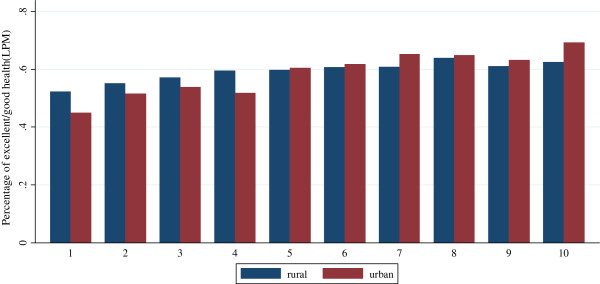 Percentage of excellent/good health(LPM)
.8
.6
.4
.2
0
1 2 3 4 5 6 7 8 9 10
rural urban